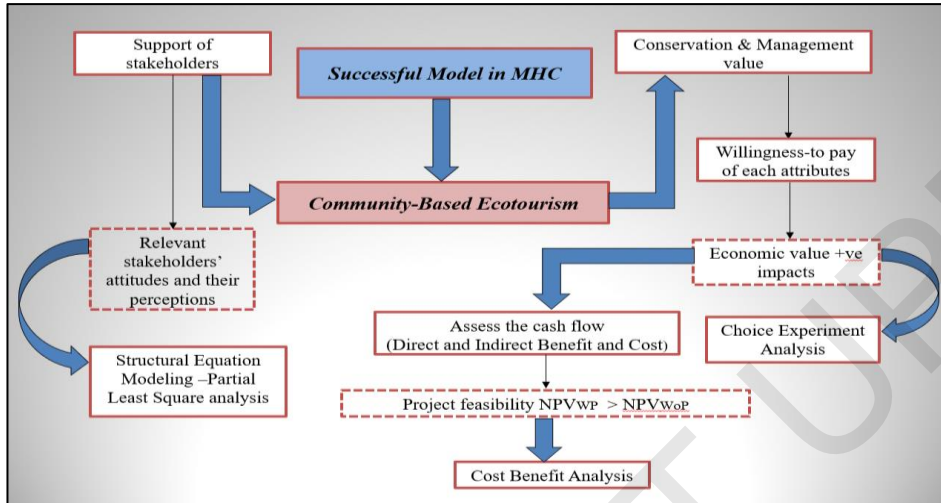 Support of
stakeholders
Successful Model in MHC
Conservation & Management
value
Willingness-to pay
of each attributes
Community-Based Ecotourism
Relevant
stakeholders’
attitudes and their
perceptions
Economic value +ve
impacts
Assess the cash flow
(Direct and Indirect Benefit and Cost)
Choice Experiment
Analysis
Structural Equation
Modeling –Partial
Least Square analysis
Project feasibility NPVWP > NPVWoP
Cost Benefit Analysis